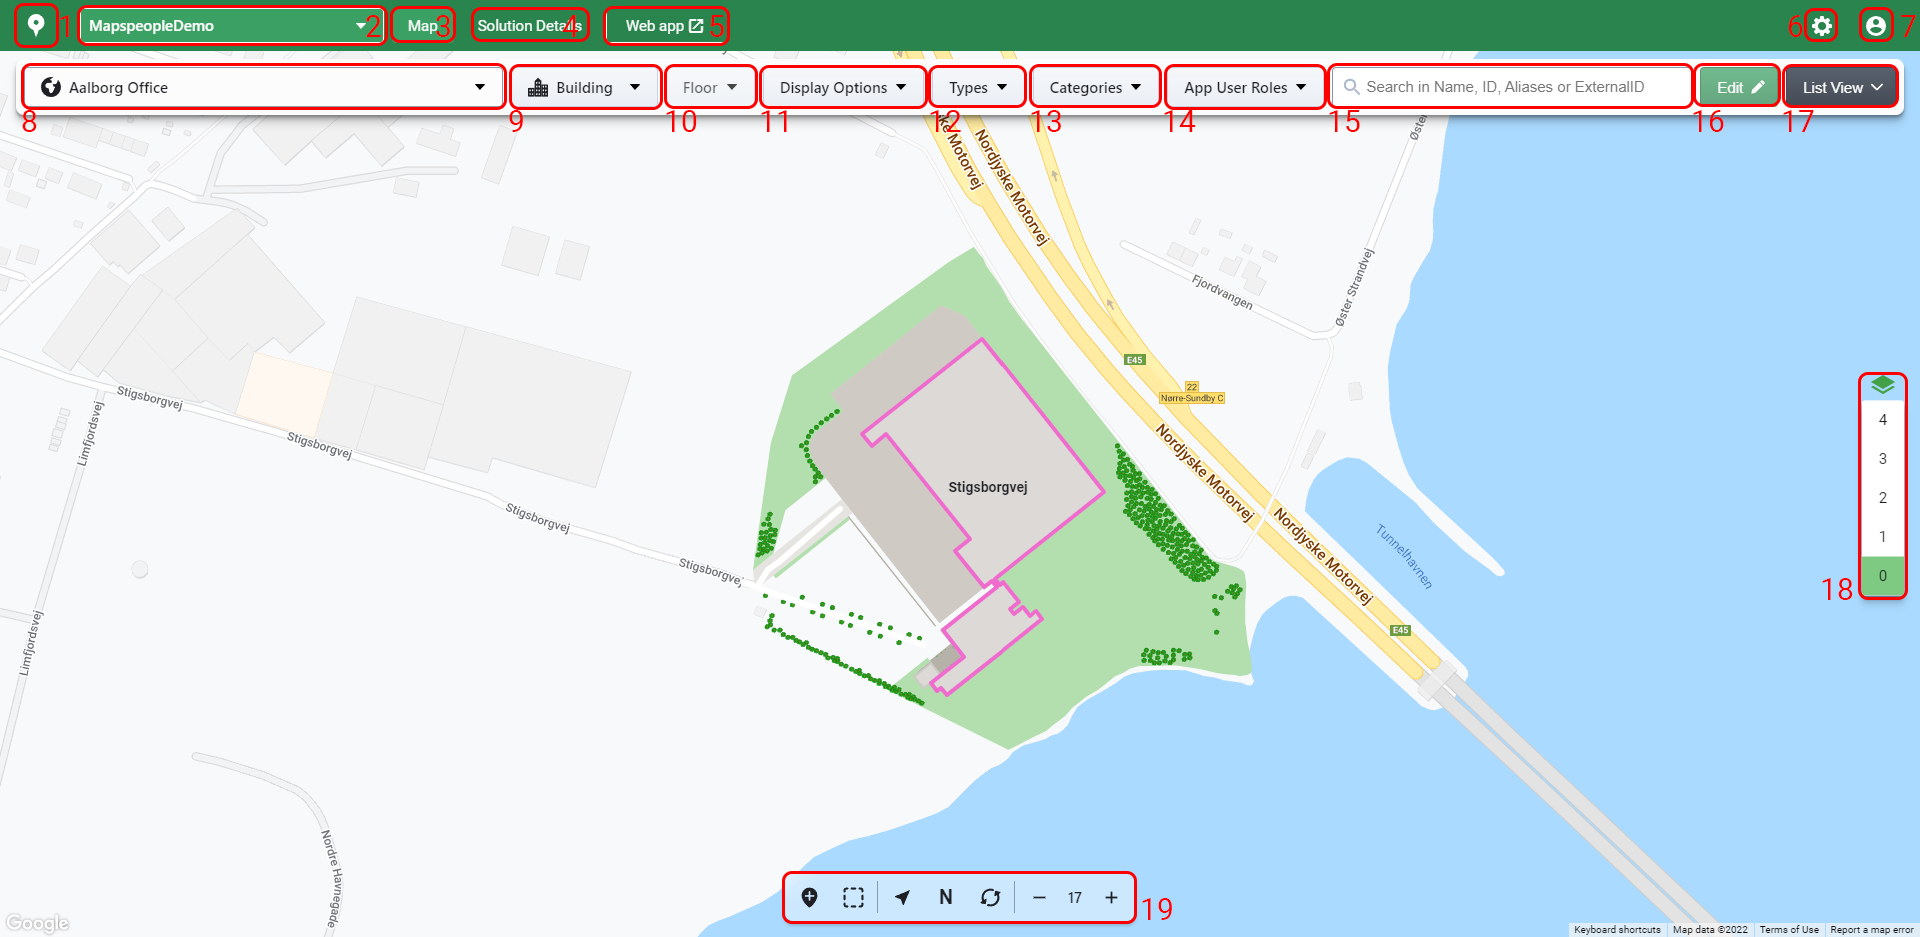 1
MapspeopleDemo
2
Map
3
Solution Details
4
Web app
5
6
7
Aalborg Office
Building
Floor
Display Options
Types
Categories
App User Roles
Search in Name, ID, Aliases or ExternalID
Edit
List View
8
9
10
11
12
13
14
15
16
17
ke Motorvej
Nordjyske Motorvej
Øster
Fjordvangen
Øster Strandvej
E45
22
Nørre-Sundby C
Stigsborgvej
Limfjordsvej
Stigsborgvej
Nordjyske Motorvej
Stigsborgvej
Stigsborgvej
Nordjyske Motorvej
Tunnelhavnen
Stigsborgvej
Limfjordsvej
E45
4
3
2
1
0
18
Nordre Havnegade
N
17
19
Google
Keyboard shortcuts
Map data ©2022
Terms of Use
Report a map error